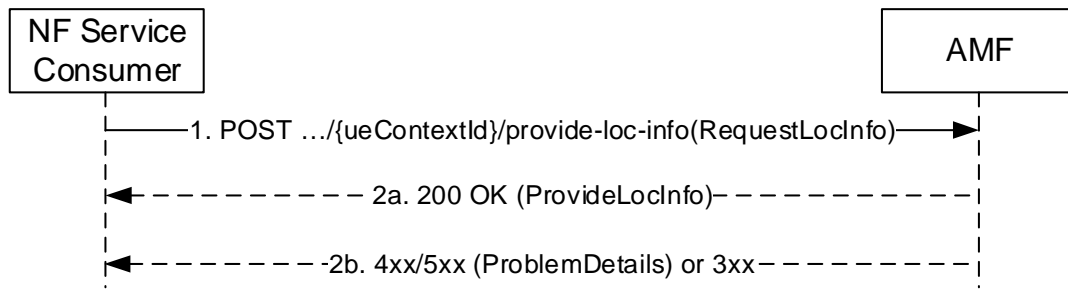 NF Service
Consumer
AMF
1. POST …/{ueContextId}/provide-loc-info(RequestLocInfo)
2a. 200 OK (ProvideLocInfo)
2b. 4xx/5xx (ProblemDetails) or 3xx